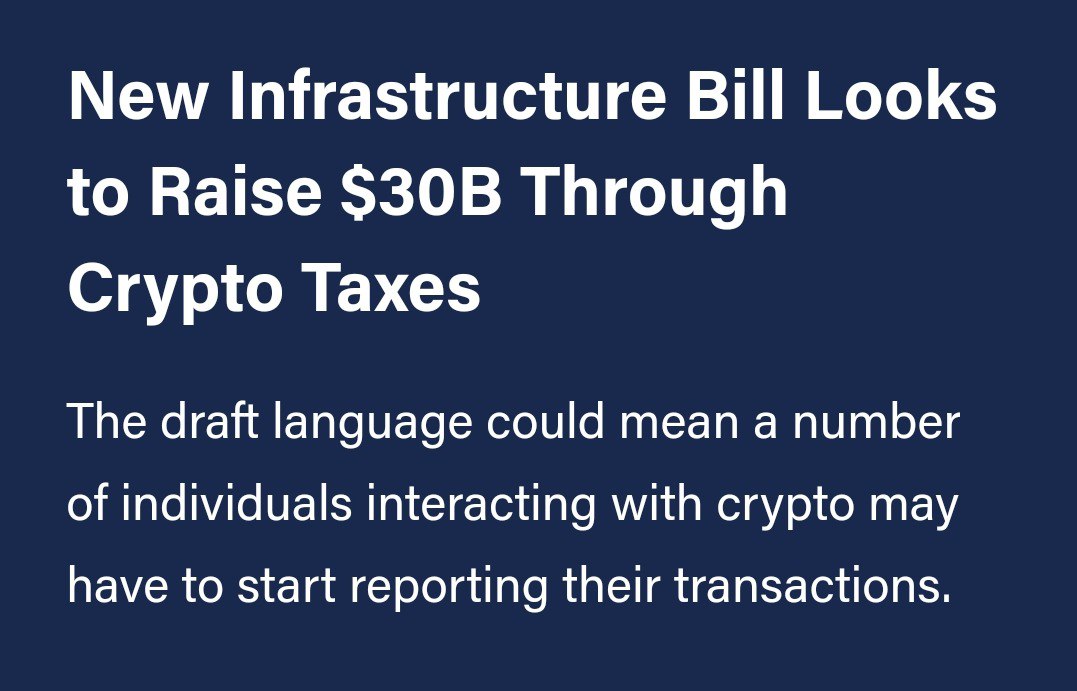 New Infrastructure Bill Looks
to Raise $30B Through
Crypto Taxes
The draft language could mean a number
of individuals interacting with crypto may
have to start reporting their transactions.